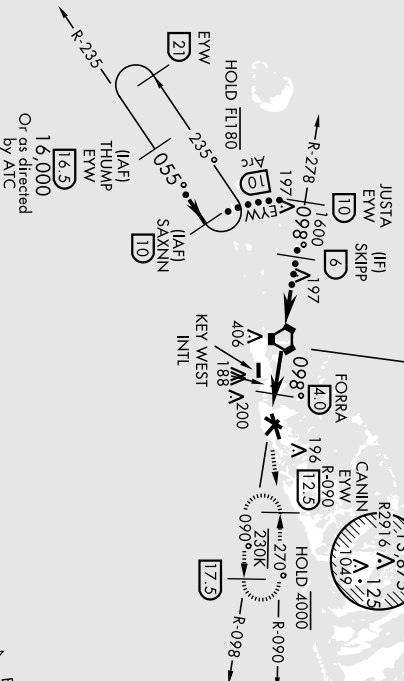 R-235
21
EYW
HOLD FL180
235°
055°
(IAF)
THUMP
EYW
16.5
16,000
Or as directed
by ATC
(IAF)
SAXNN
10
EYW
10
Arc
197
R-278
JUSTA
EYW
10
1600
098°
(IF)
SKIPP
6
197
406
KEY WEST
INTL
188
200
098°
FORRA
4.0
196
CANIN
EYW
R-090
12.5
R2916
125
1049
HOLD 4000
270°
230K
090°
17.5
R-090
R-098